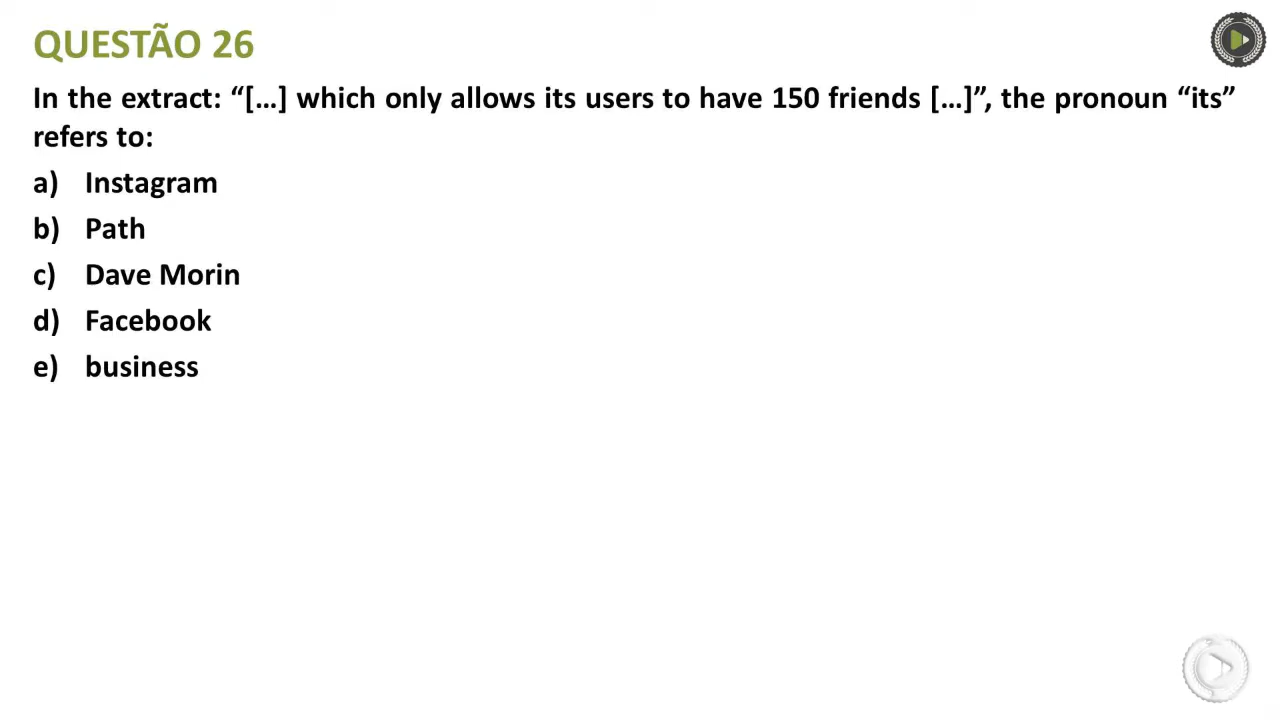 QUESTÃO 26
In the extract: “[…] which only allows its users to have 150 friends […]”, the pronoun “its”
refers to:
a) Instagram
b) Path
c) Dave Morin
d) Facebook
e) business